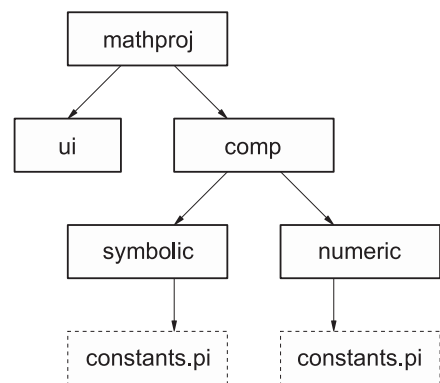 mathproj
ui
comp
symbolic
numeric
constants.pi
constants.pi